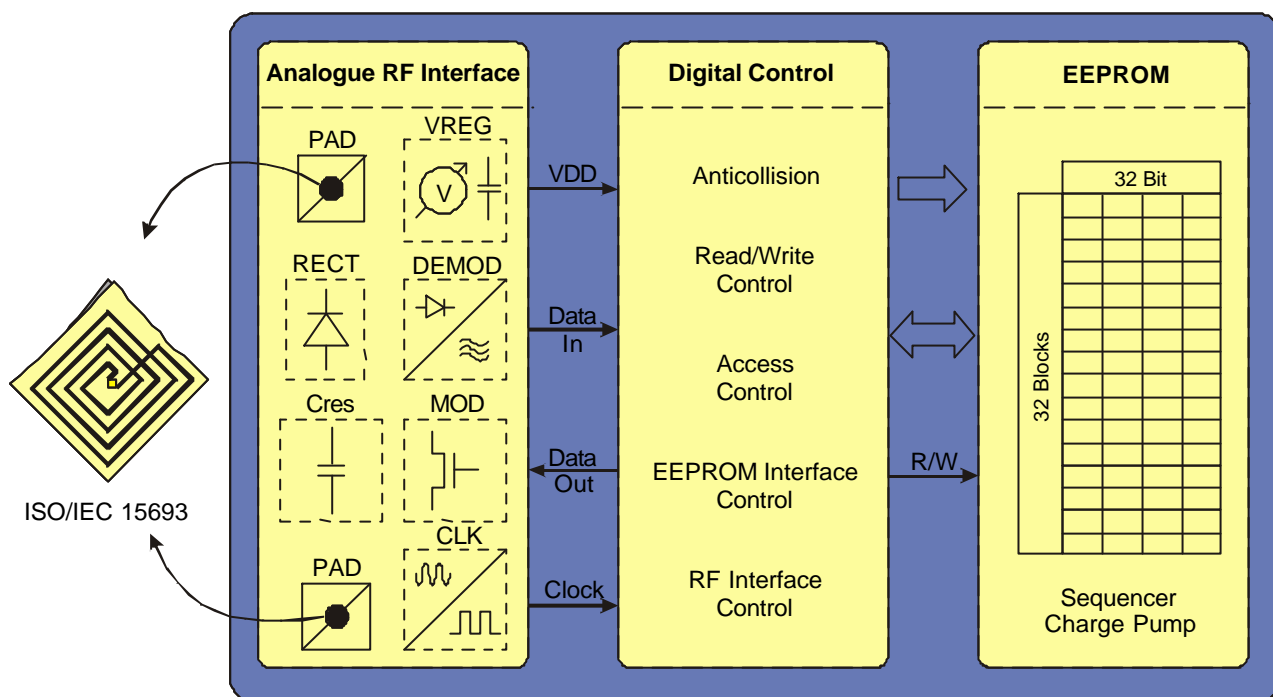 Analogue RF Interface
PAD
VREG
V
RECT
DEMOD
Cres
MOD
PAD
CLK
ISO/IEC 15693
VDD
Data
In
Data
Out
Clock
Digital Control
Anticollision
Read/Write
Control
Access
Control
EEPROM Interface
Control
RF Interface
Control
R/W
EEPROM
32 Bit
32 Blocks
Sequencer
Charge Pump